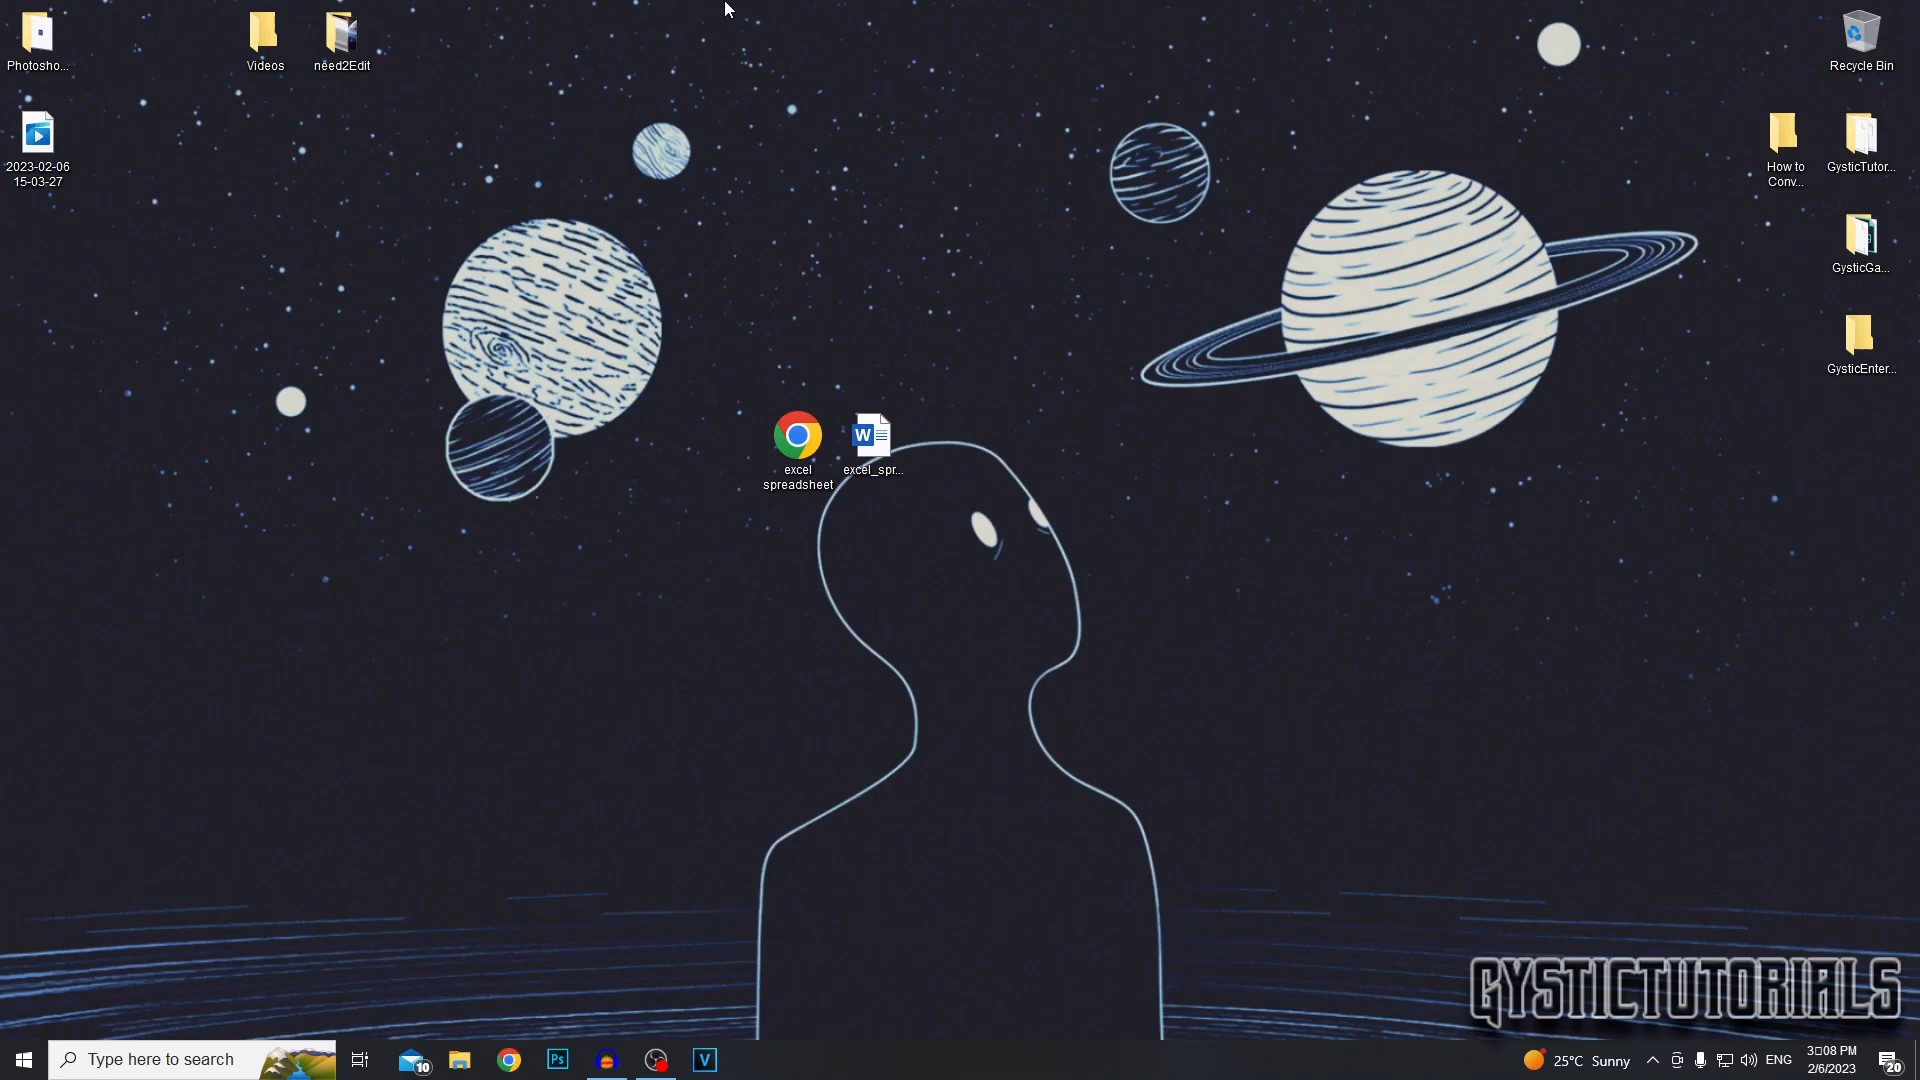 Photosho...
Videos
need2Edit
Recycle Bin
2023-02-06
15-03-27
How to
Conv...
GysticTutor...
GysticGa...
GysticEnter...
excel
spreadsheet
W
excel_spr...
GYSTICTUTORIALS
Type here to search
10
Ps
V
25°C Sunny
ENG
3□08 PM
2/6/2023
20